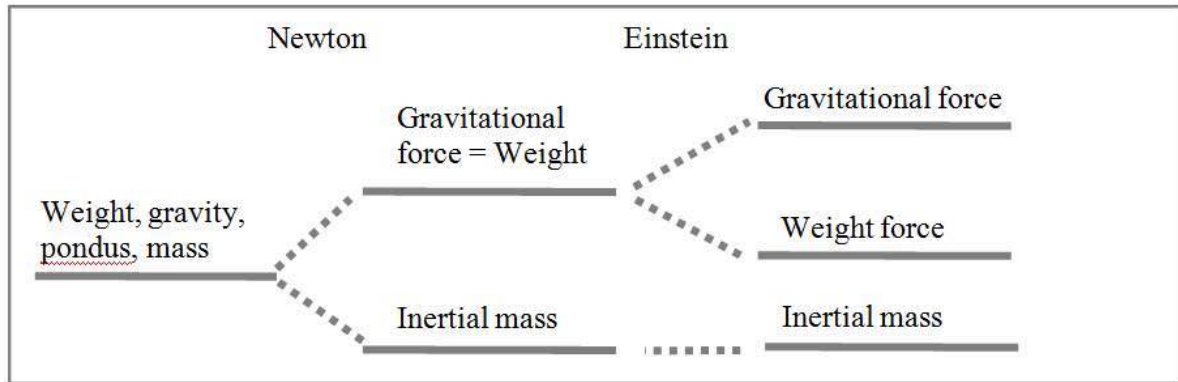 Newton
Einstein
Weight, gravity,
pondus, mass
Gravitational
force = Weight
Inertial mass
Gravitational force
Weight force
Inertial mass